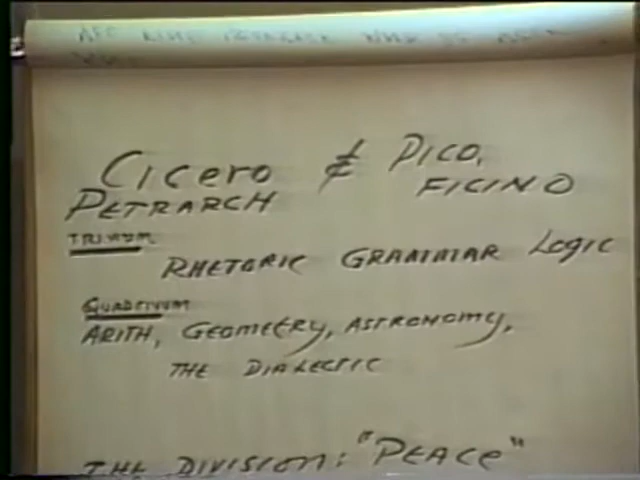 Cicero & PICO,
PETRARCH FICINO
TRIVIUM
RHETORIC GRAMMAR LOGIC
QUADRIVIUM
ARITH, GEOMETRY, ASTRONOMY,
THE DIALECTIC
THE DIVISION: "PEACE"